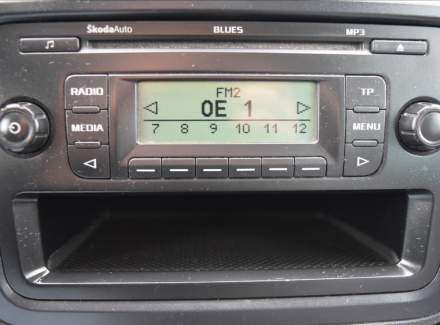 ŠkodaAuto BLUES MP3
RADIO FM2 TP
OE 1
MEDIA 7 8 9 10 11 12 MENU